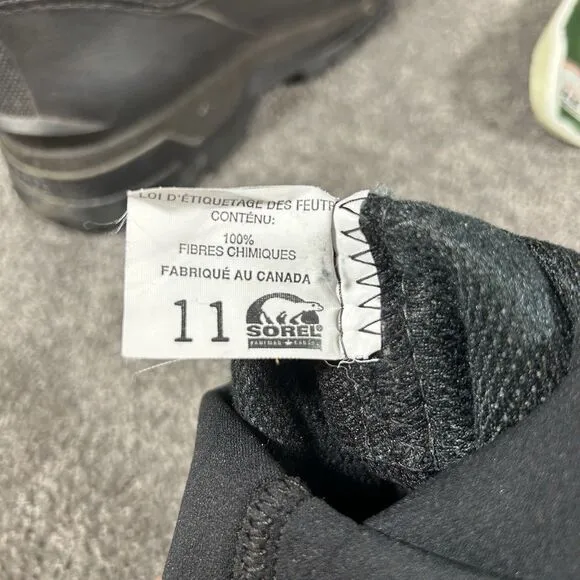 LOI D'ÉTIQUETAGE DES FEUTR
CONTENU:
100%
FIBRES CHIMIQUES
FABRIQUÉ AU CANADA
11
SOREL®